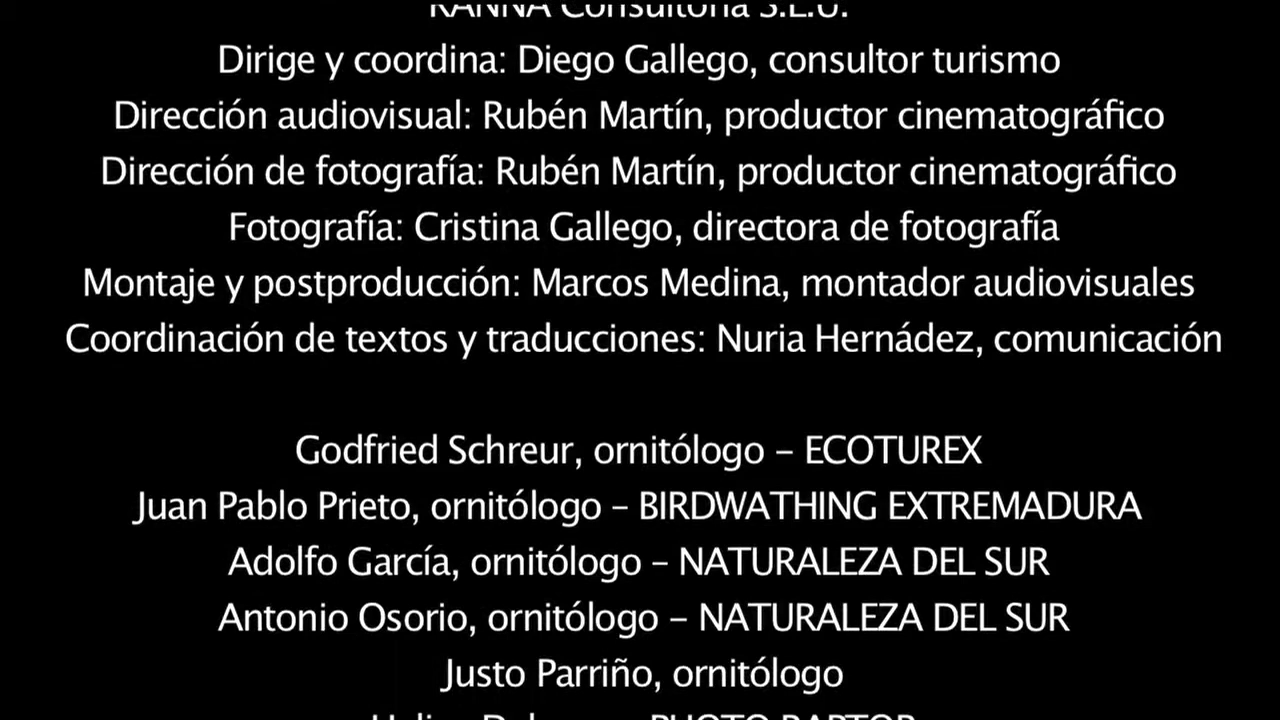 Consultoría S.L.U.
Dirige y coordina: Diego Gallego, consultor turismo
Dirección audiovisual: Rubén Martín, productor cinematográfico
Dirección de fotografía: Rubén Martín, productor cinematográfico
Fotografía: Cristina Gallego, directora de fotografía
Montaje y postproducción: Marcos Medina, montador audiovisuales
Coordinación de textos y traducciones: Nuria Hernádez, comunicación
Godfried Schreur, ornitólogo – ECOTUREX
Juan Pablo Prieto, ornitólogo – BIRDWATHING EXTREMADURA
Adolfo García, ornitólogo – NATURALEZA DEL SUR
Antonio Osorio, ornitólogo – NATURALEZA DEL SUR
Justo Parriño, ornitólogo
PHOTO RAPTOR